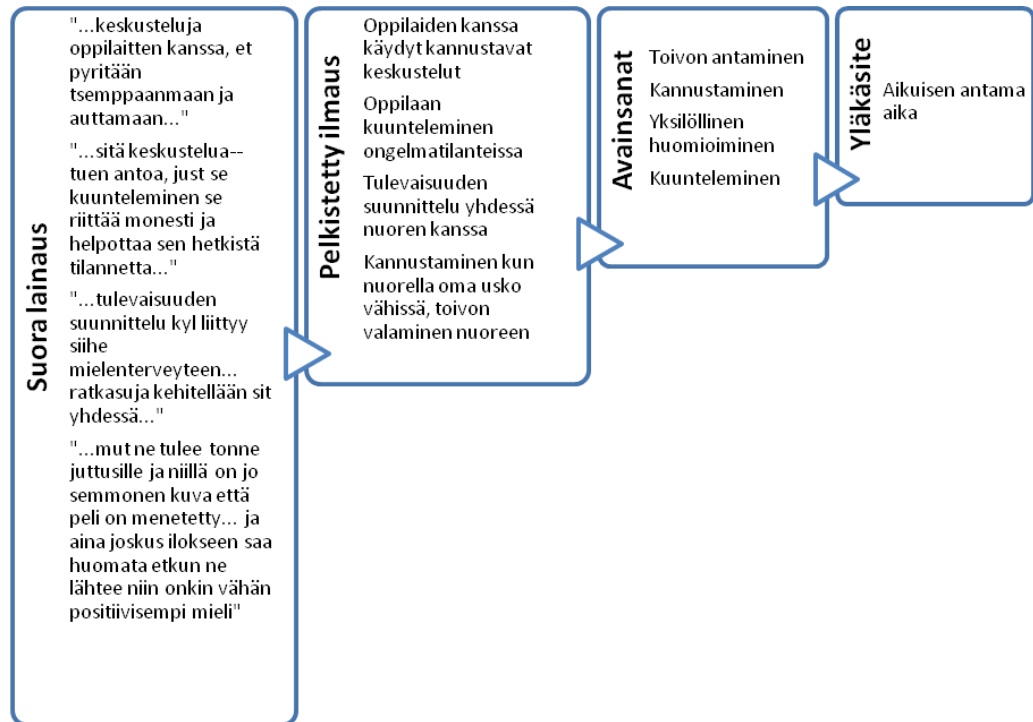 Suora lainaus
"...keskusteluja
oppilaitten kanssa, et
pyritään
tsemppaanmaan ja
auttamaan..."
"...sitä keskustelua--
tuen antoa, just se
kuunteleminen se
riittää monesti ja
helpottaa sen hetkistä
tilannetta..."
"...tulevaisuuden
suunnittelu kyl liittyy
siihe
mielenterveyteen...
ratkasuja kehitellään sit
yhdessä..."
"...mut ne tulee tonne
juttusille ja niillä on jo
semmonen kuva että
peli on menetetty... ja
aina joskus ilokseen saa
huomata etkun ne
lähtee niin onkin vähän
positiivisempi mieli"
Pelkistetty ilmaus
Oppilaiden kanssa
käydyt kannustavat
keskustelut
Oppilaan
kuunteleminen
ongelmatilanteissa
Tulevaisuuden
suunnittelu yhdessä
nuoren kanssa
Kannustaminen kun
nuorella oma usko
vähissä, toivon
valaminen nuoreen
Avainsanat
Toivon antaminen
Kannustaminen
Yksilöllinen
huomioiminen
Kuunteleminen
Yläkäsite
Aikuisen antama
aika